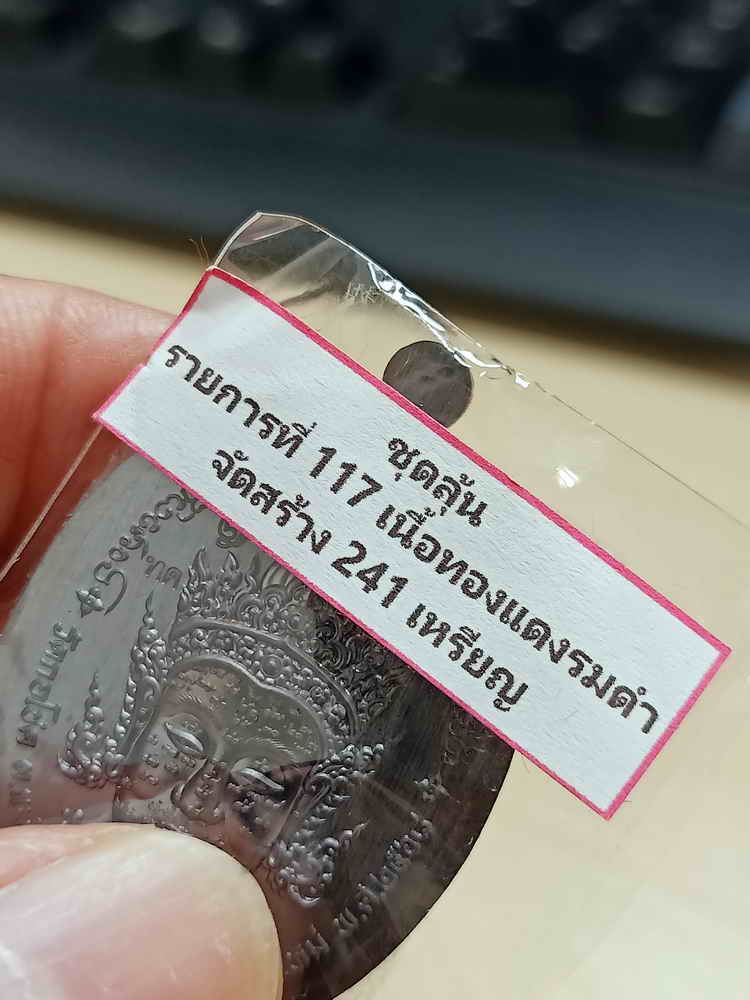 ชุดลุ้น
รายการที่ 117 เนื้อทองแดงรมดำ
จัดสร้าง 241 เหรียญ